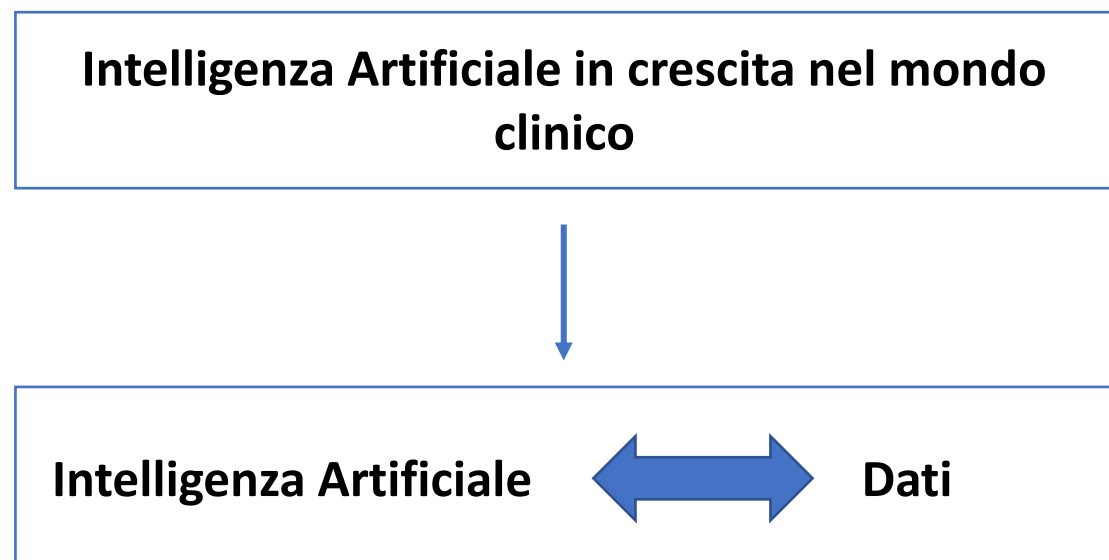 Intelligenza Artificiale in crescita nel mondo
clinico
Intelligenza Artificiale
Dati